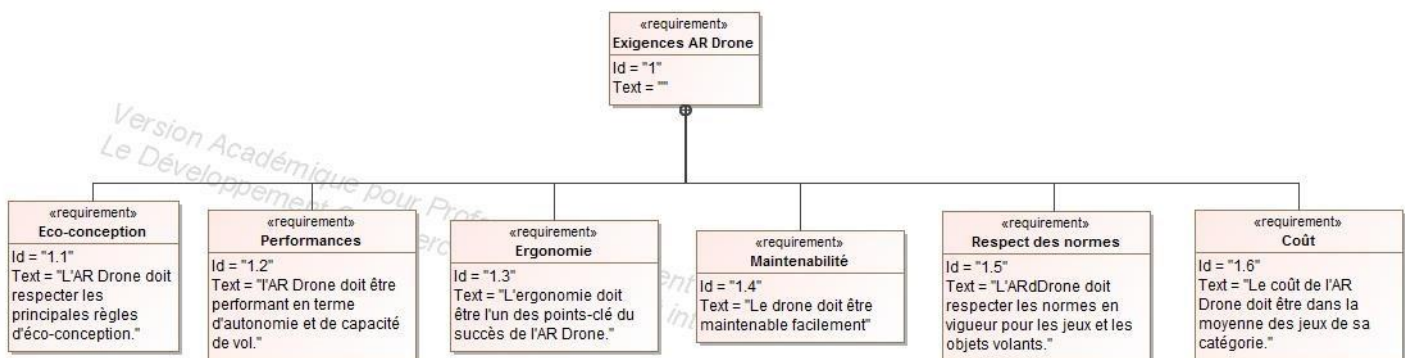 «requirement»
Exigences AR Drone
Id = "1"
Text = ""
Version Académique pour
Le Développement
«requirement»
Eco-conception
Id = "1.1"
Text = "L'AR Drone doit
respecter les
principales règles
d'éco-conception."
«requirement»
Performances
Id = "1.2"
Text = "l'AR Drone doit être
performant en terme
d'autonomie et de capacité
de vol."
«requirement»
Ergonomie
Id = "1.3"
Text = "L'ergonomie doit
être l'un des points-clé du
succès de l'AR Drone."
«requirement»
Maintenabilité
Id = "1.4"
Text = "Le drone doit être
maintenable facilement"
«requirement»
Respect des normes
Id = "1.5"
Text = "L'ARdDrone doit
respecter les normes en
vigueur pour les jeux et les
objets volants."
«requirement»
Coût
Id = "1.6"
Text = "Le coût de l'AR
Drone doit être dans la
moyenne des jeux de sa
catégorie."